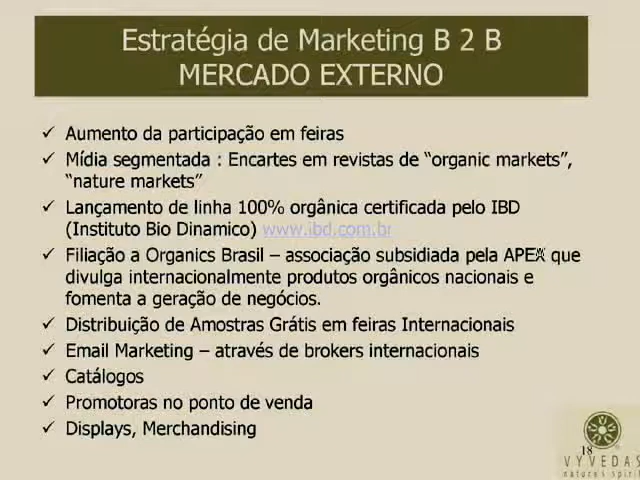 Estratégia de Marketing B 2 B
MERCADO EXTERNO
✓ Aumento da participação em feiras
✓ Mídia segmentada : Encartes em revistas de “organic markets”,
“nature markets”
✓ Lançamento de linha 100% orgânica certificada pelo IBD
(Instituto Bio Dinamico) www.ibd.com.br
✓ Filiação a Organics Brasil – associação subsidiada pela APEX que
divulga internacionalmente produtos orgânicos nacionais e
fomenta a geração de negócios.
✓ Distribuição de Amostras Grátis em feiras Internacionais
✓ Email Marketing – através de brokers internacionais
✓ Catálogos
✓ Promotoras no ponto de venda
✓ Displays, Merchandising
18
VYVEDAS
nature's spirit